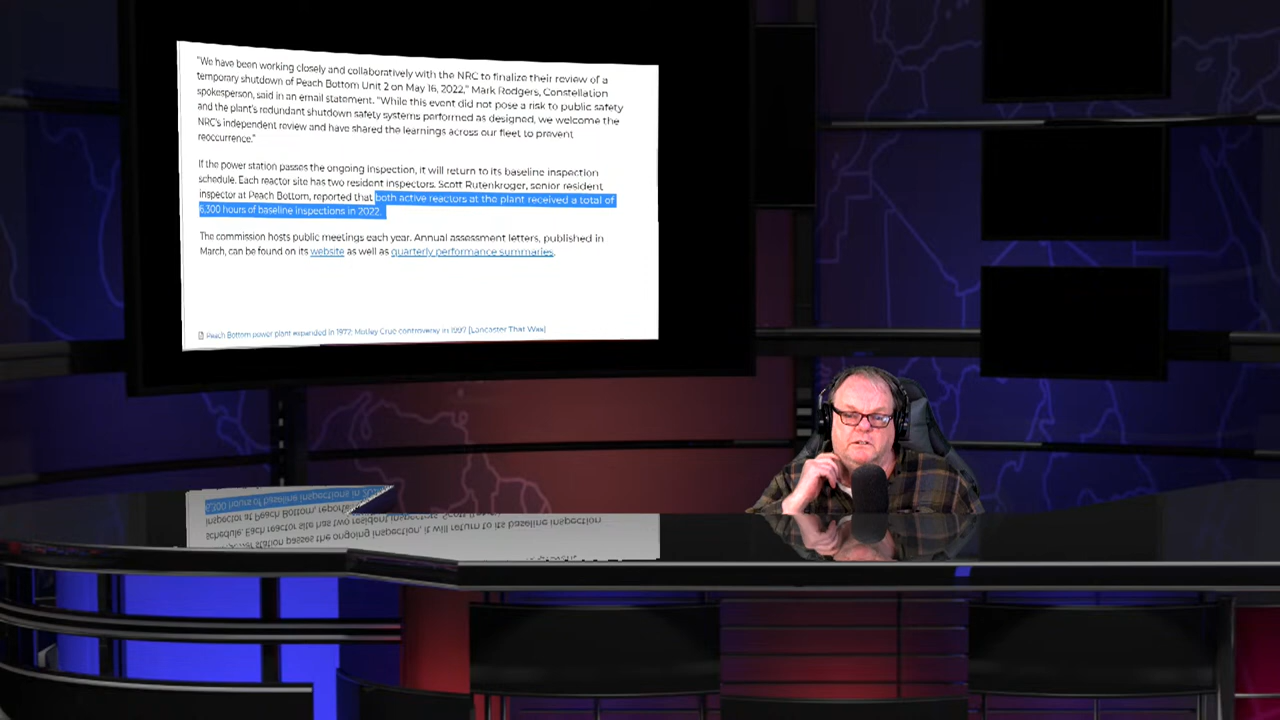 "We have been working closely and collaboratively with the NRC to finalize their review of a
temporary shutdown of Peach Bottom Unit 2 on May 16, 2022," Mark Rodgers, Constellation
spokesperson, said in an email statement. "While this event did not pose a risk to public safety
and the plant's redundant shutdown safety systems performed as designed, we welcome the
NRC's independent review and have shared the learnings across our fleet to prevent
reoccurrence."
If the power station passes the ongoing inspection, it will return to its baseline inspection
schedule. Each reactor site has two resident inspectors. Scott Rutenkroger, senior resident
inspector at Peach Bottom, reported that both active reactors at the plant received a total of
6,300 hours of baseline inspections in 2022.
The commission hosts public meetings each year. Annual assessment letters, published in
March, can be found on its website as well as quarterly performance summaries.
Peach Bottom power plant expanded in 1972; Motley Crue controversy in 1997 [Lancaster That Was]